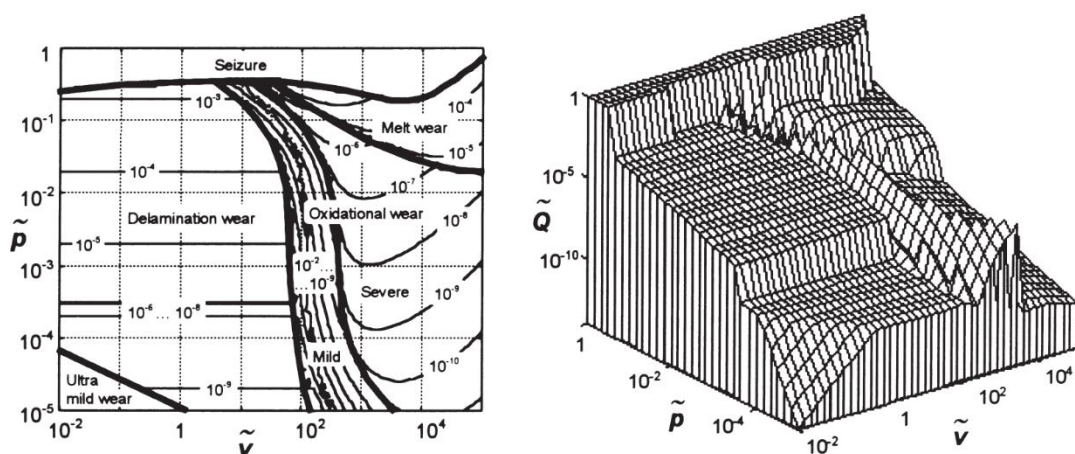 1
Seizure
10⁻³
10⁻⁴
10⁻¹
Melt wear
10⁻⁶
10⁻⁵
10⁻⁴
10⁻⁷
10⁻²
p̃
Delamination wear
Oxidational wear
10⁻⁸
10⁻⁵
10⁻²...
...10⁻⁹
10⁻³
Severe
10⁻⁹
10⁻⁶ ... 10⁻⁸
10⁻⁴
Mild
10⁻¹⁰
Ultra
mild wear
10⁻⁹
10⁻⁵
10⁻² 1 ṽ 10² 10⁴
1
10⁻⁵
Q̃
10⁻¹⁰
1
10⁻²
p̃
10⁻⁴
10⁻²
1
10²
10⁴
ṽ